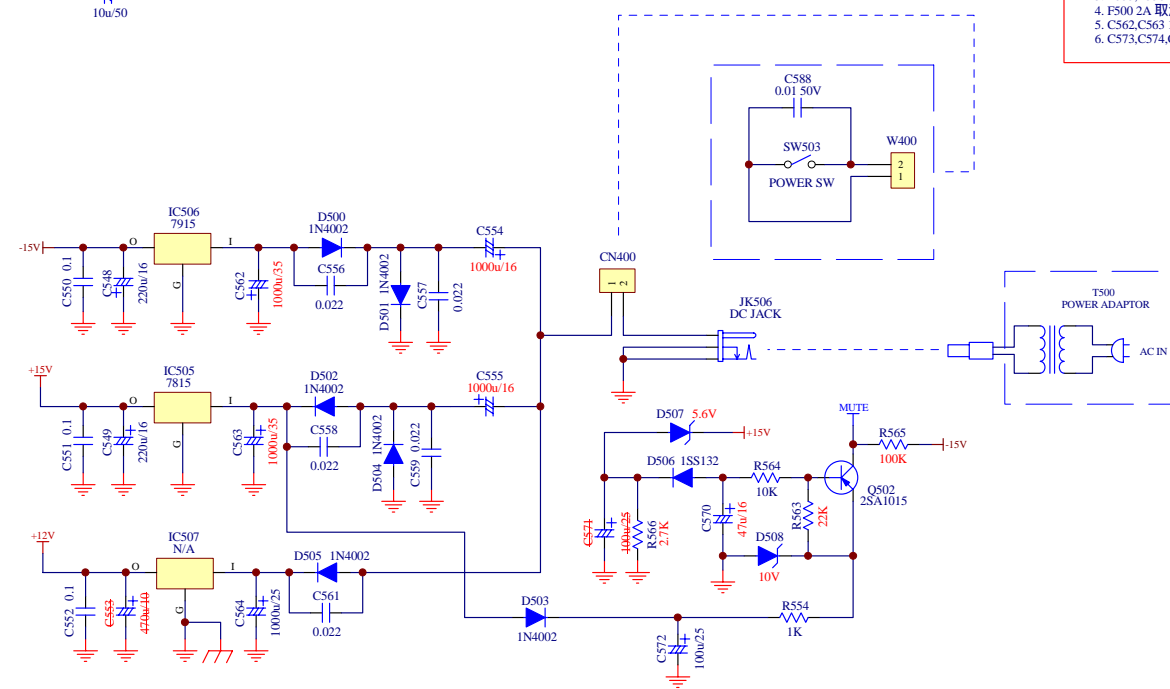 10u/50
4. F500 2A
5. C562,C563
6. C573,C574,
C588
0.01 50V
SW503
POWER SW
W400
2
1
IC506
7915
D500
1N4002
C554
1000u/16
-15V
O
I
G
C550 0.1
C548
220u/16
C562
1000u/35
C556
0.022
D501 1N4002
C557
0.022
CN400
1
2
JK506
DC JACK
T500
POWER ADAPTOR
AC IN
+15V
IC505
7815
D502
1N4002
C555
1000u/16
O
I
G
C551 0.1
C549
220u/16
C563
1000u/35
C558
0.022
D504 1N4002
C559 0.022
D507 5.6V
+15V
MUTE
R565
100K
-15V
D506 1SS132
R564
10K
Q502
2SA1015
C571
100u/25
R566
2.7K
C570
47u/16
R563
22K
D508
10V
+12V
IC507
N/A
D505 1N4002
O
I
G
C552 0.1
C553
470u/10
C564
1000u/25
C561
0.022
D503
1N4002
R554
1K
C572
100u/25